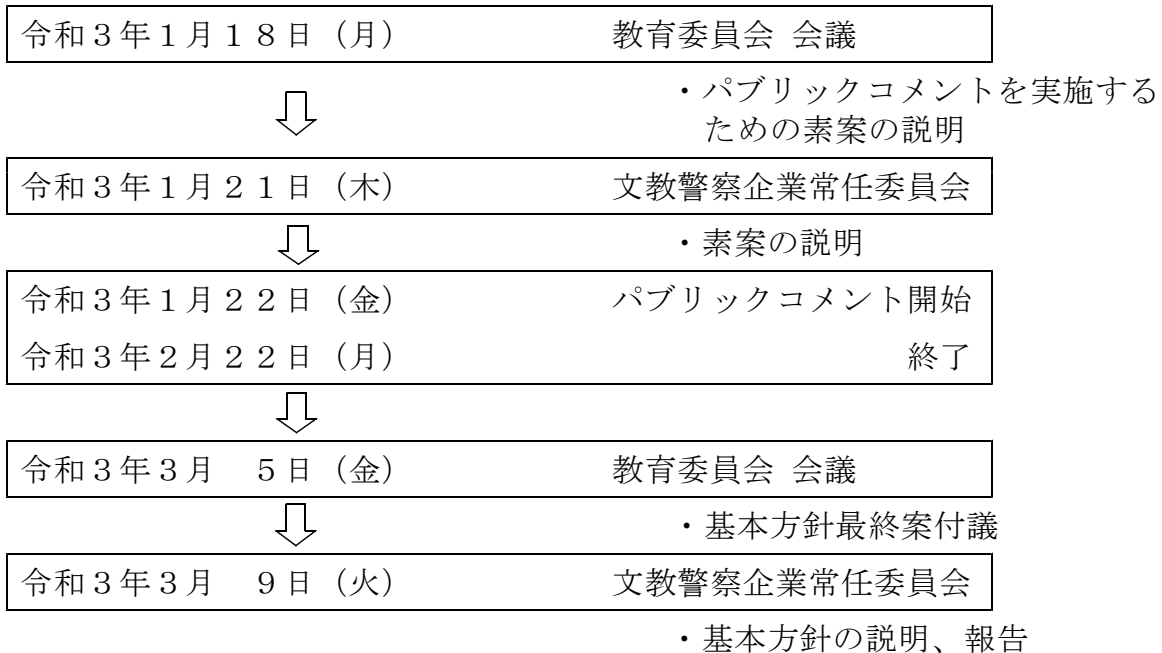 令和３年１月１８日（月） 教育委員会 会議
・パブリックコメントを実施する
ための素案の説明
令和３年１月２１日（木） 文教警察企業常任委員会
・素案の説明
令和３年１月２２日（金） パブリックコメント開始
令和３年２月２２日（月） 終了
令和３年３月　５日（金） 教育委員会 会議
・基本方針最終案付議
令和３年３月　９日（火） 文教警察企業常任委員会
・基本方針の説明、報告